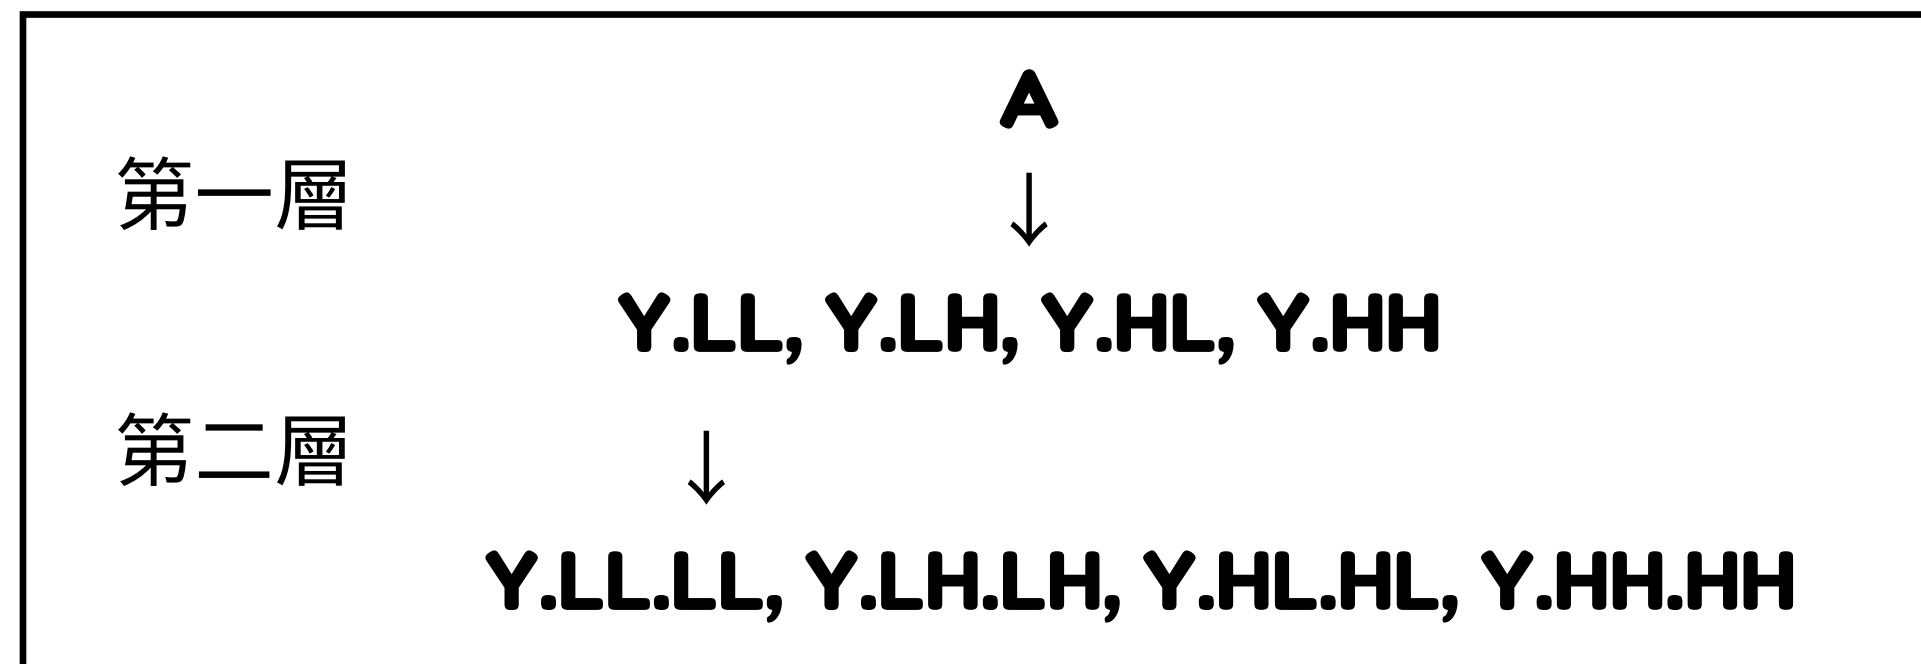 A
第一層
↓
Y.LL, Y.LH, Y.HL, Y.HH
第二層
↓
Y.LL.LL, Y.LH.LH, Y.HL.HL, Y.HH.HH